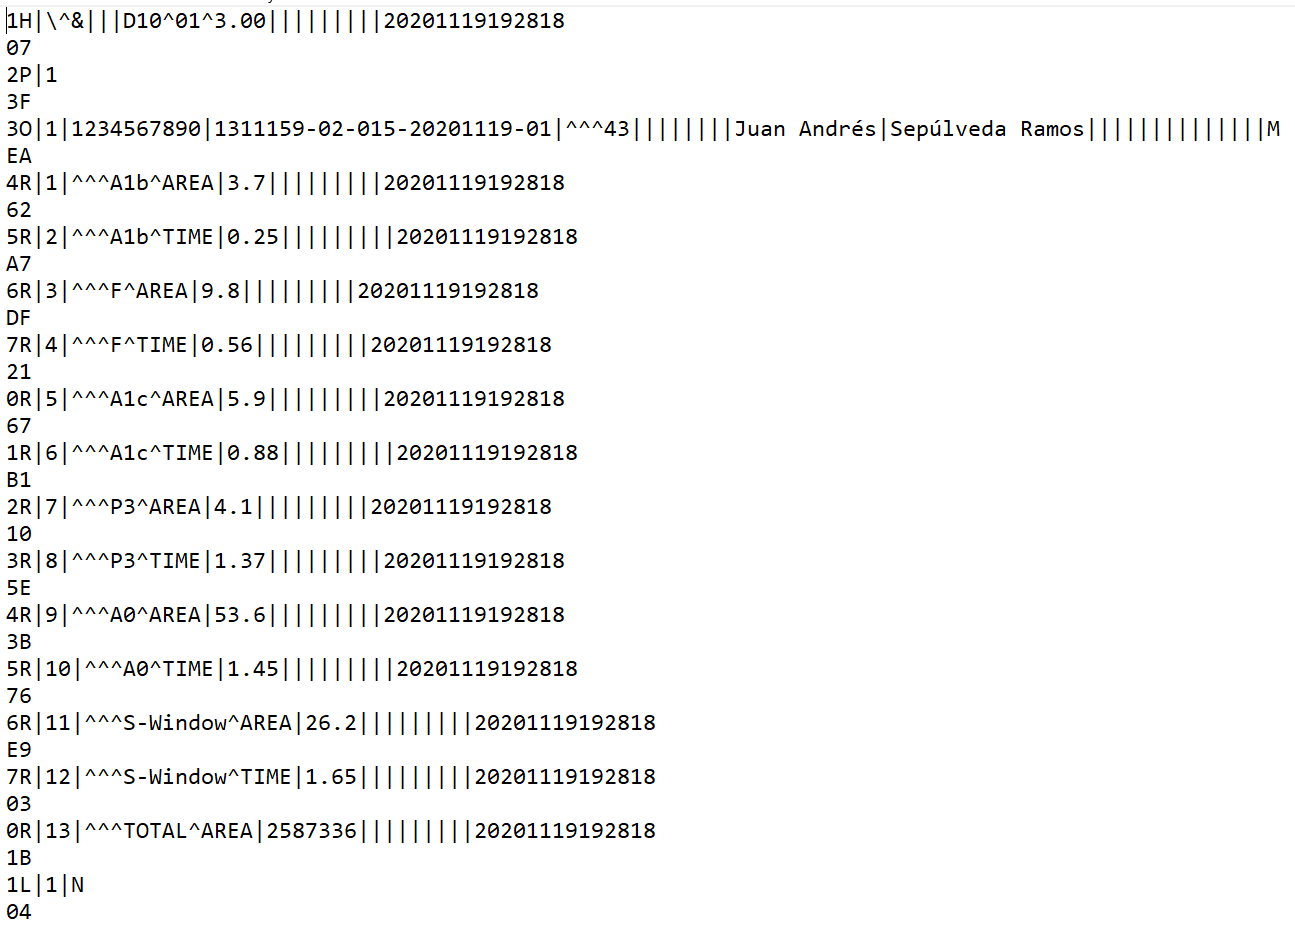 1H|\^&|||D10^01^3.00|||||||||20201119192818
07
2P|1
3F
3O|1|1234567890|1311159-02-015-20201119-01|^^^43||||||||Juan Andrés|Sepúlveda Ramos||||||||||||||M
EA
4R|1|^^^A1b^AREA|3.7|||||||||20201119192818
62
5R|2|^^^A1b^TIME|0.25|||||||||20201119192818
A7
6R|3|^^^F^AREA|9.8|||||||||20201119192818
DF
7R|4|^^^F^TIME|0.56|||||||||20201119192818
21
0R|5|^^^A1c^AREA|5.9|||||||||20201119192818
67
1R|6|^^^A1c^TIME|0.88|||||||||20201119192818
B1
2R|7|^^^P3^AREA|4.1|||||||||20201119192818
10
3R|8|^^^P3^TIME|1.37|||||||||20201119192818
5E
4R|9|^^^A0^AREA|53.6|||||||||20201119192818
3B
5R|10|^^^A0^TIME|1.45|||||||||20201119192818
76
6R|11|^^^S-Window^AREA|26.2|||||||||20201119192818
E9
7R|12|^^^S-Window^TIME|1.65|||||||||20201119192818
03
0R|13|^^^TOTAL^AREA|2587336|||||||||20201119192818
1B
1L|1|N
04